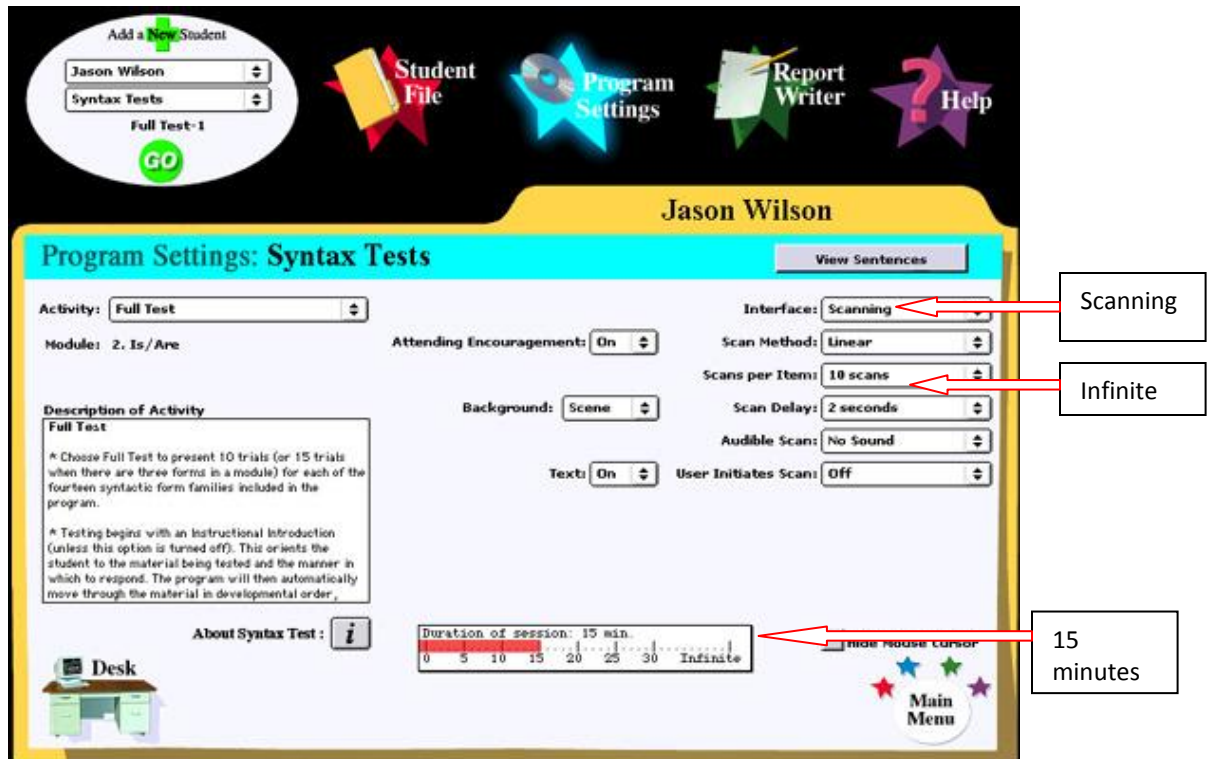 Add a New Student
Jason Wilson
Syntax Tests
Full Test-1
GO
Student
File
Program
Settings
Report
Writer
Help
Jason Wilson
Program Settings: Syntax Tests
View Sentences
Activity: Full Test
Module: 2. Is/Are
Description of Activity
Full Test
* Choose Full Test to present 10 trials (or 15 trials
when there are three forms in a module) for each of the
fourteen syntactic form families included in the
program.
* Testing begins with an Instructional Introduction
(unless this option is turned off). This orients the
student to the material being tested and the manner in
which to respond. The program will then automatically
move through the material in developmental order,
Attending Encouragement: On
Background: Scene
Text: On
Interface: Scanning
Scan Method: Linear
Scans per Item: 10 scans
Scan Delay: 2 seconds
Audible Scan: No Sound
User Initiates Scan: Off
Scanning
Infinite
About Syntax Test : i
Duration of session: 15 min.
0 5 10 15 20 25 30 Infinite
Hide Mouse Cursor
15
minutes
Desk
Main
Menu